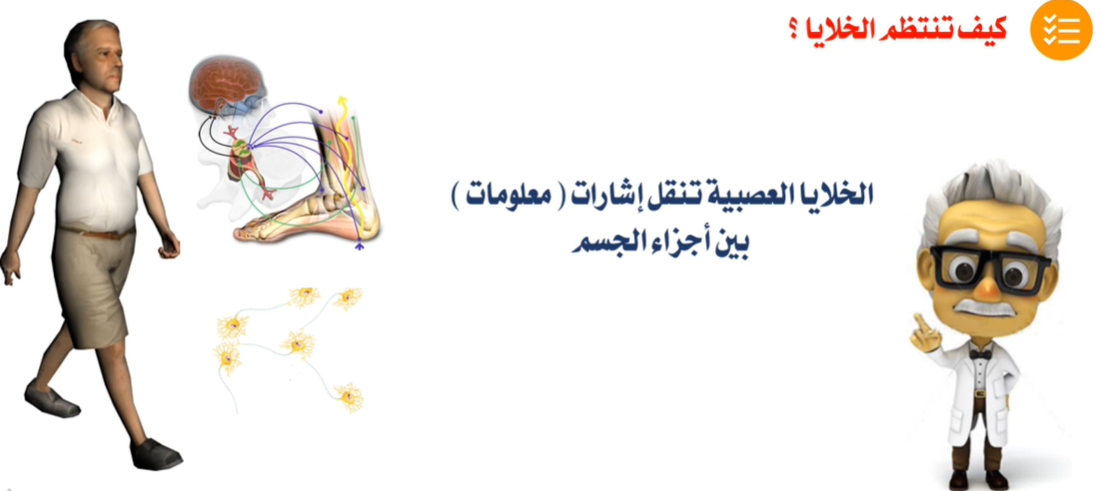 كيف تنتظم الخلايا ؟
الخلايا العصبية تنقل إشارات ( معلومات )
بين أجزاء الجسم